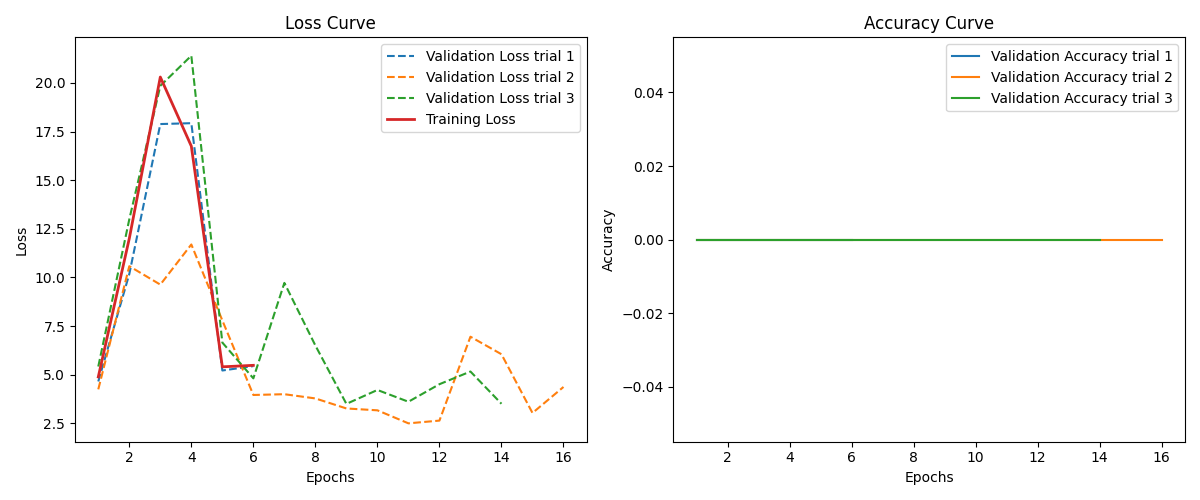 Loss Curve
Validation Loss trial 1
Validation Loss trial 2
Validation Loss trial 3
Training Loss
20.0
17.5
15.0
12.5
10.0
7.5
5.0
2.5
Loss
2 4 6 8 10 12 14 16
Epochs
Accuracy Curve
Validation Accuracy trial 1
Validation Accuracy trial 2
Validation Accuracy trial 3
0.04
0.02
0.00
−0.02
−0.04
Accuracy
2 4 6 8 10 12 14 16
Epochs